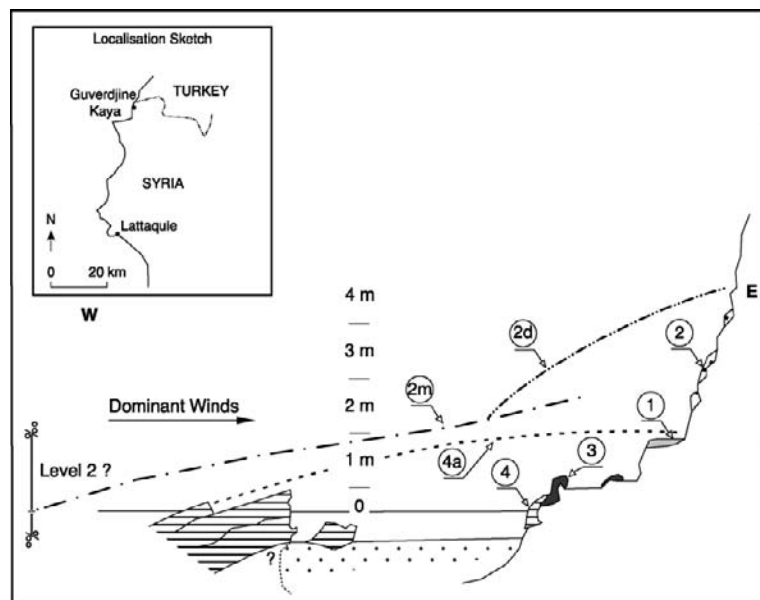 Localisation Sketch
Guverdjine
Kaya
TURKEY
SYRIA
N
Lattaquie
0 20 km
W
4 m
E
3 m
2d
2
2m
2 m
Dominant Winds
1
Level 2 ?
1 m
4a
3
4
0
?